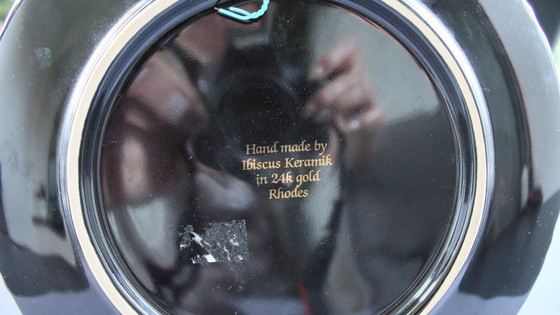 Hand made by
Ibiscus Keramik
in 24k gold
Rhodes